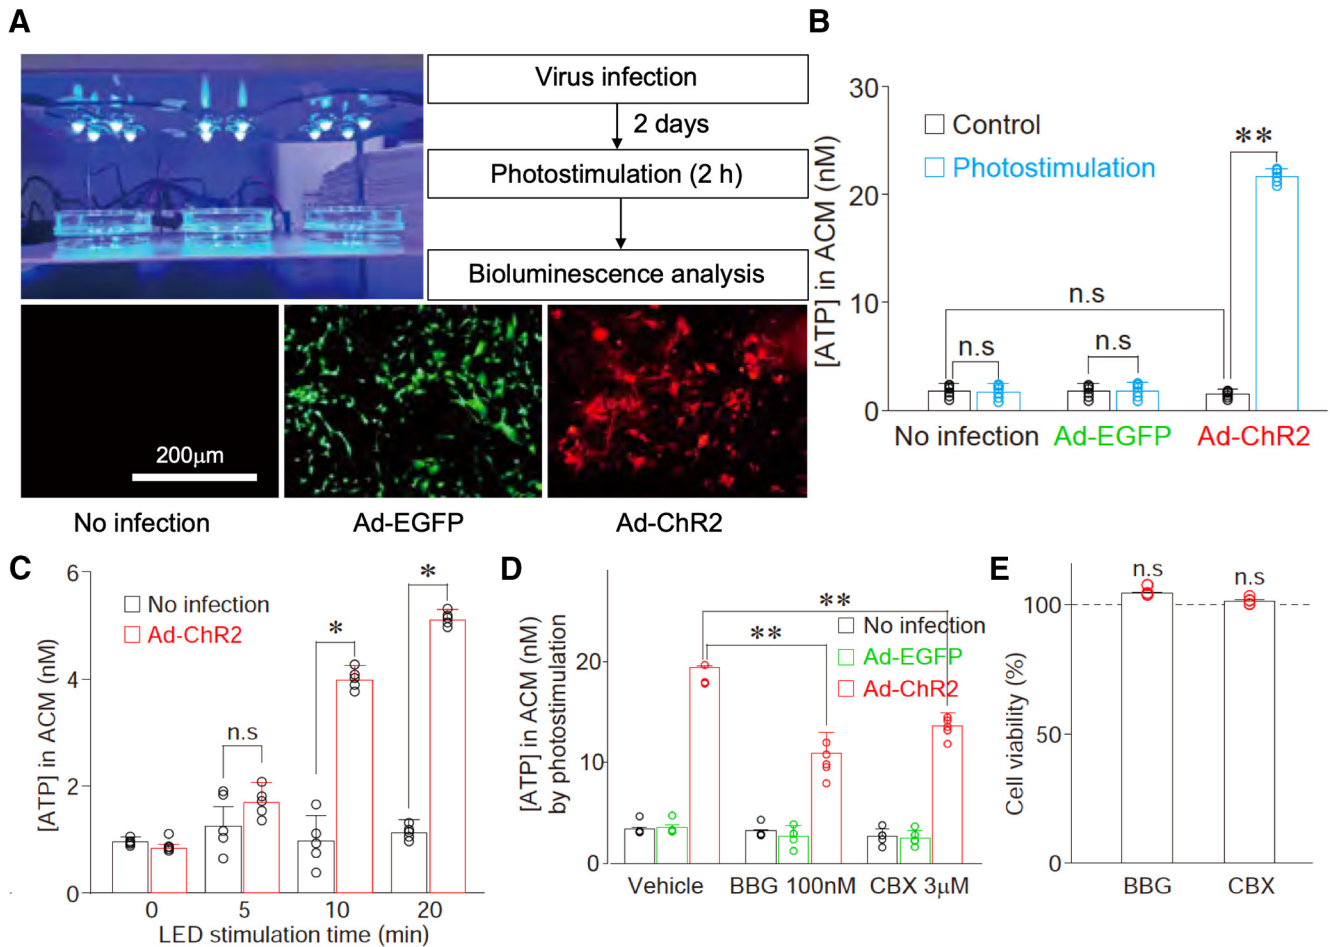 A
Virus infection
2 days
Photostimulation (2 h)
Bioluminescence analysis
200μm
No infection
Ad-EGFP
Ad-ChR2
B
[ATP] in ACM (nM)
30
20
10
0
Control
Photostimulation
**
n.s
n.s
n.s
No infection
Ad-EGFP
Ad-ChR2
C
[ATP] in ACM (nM)
6
4
2
0
No infection
Ad-ChR2
n.s
*
*
0
5
10
20
LED stimulation time (min)
D
[ATP] in ACM (nM)
by photostimulation
20
10
0
**
**
No infection
Ad-EGFP
Ad-ChR2
Vehicle
BBG 100nM
CBX 3μM
E
Cell viability (%)
100
50
0
n.s
n.s
BBG
CBX